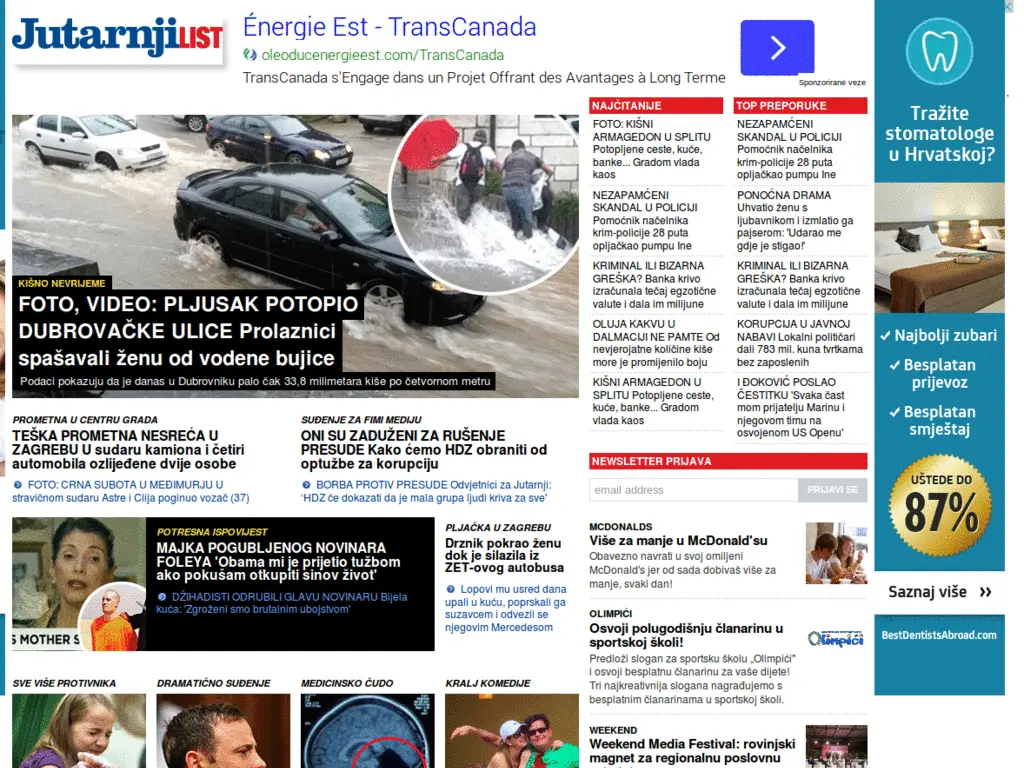 JutarnjiLIST
Énergie Est - TransCanada
oleoducenergieest.com/TransCanada
TransCanada s'Engage dans un Projet Offrant des Avantages à Long Terme
Sponzorirane veze
KIŠNO NEVRIJEME
FOTO, VIDEO: PLJUSAK POTOPIO
DUBROVAČKE ULICE Prolaznici
spašavali ženu od vodene bujice
Podaci pokazuju da je danas u Dubrovniku palo čak 33,8 milimetara kiše po četvornom metru
NAJČITANIJE
FOTO: KIŠNI
ARMAGEDON U SPLITU
Potopljene ceste, kuće,
banke... Gradom vlada
kaos
NEZAPAMĆENI
SKANDAL U POLICIJI
Pomoćnik načelnika
krim-policije 28 puta
opljačkao pumpu Ine
KRIMINAL ILI BIZARNA
GREŠKA? Banka krivo
izračunala tečaj egzotične
valute i dala im milijune
OLUJA KAKVU U
DALMACIJI NE PAMTE Od
nevjerojatne količine kiše
more je promijenilo boju
KIŠNI ARMAGEDON U
SPLITU Potopljene ceste,
kuće, banke... Gradom
vlada kaos
TOP PREPORUKE
NEZAPAMĆENI
SKANDAL U POLICIJI
Pomoćnik načelnika
krim-policije 28 puta
opljačkao pumpu Ine
PONOĆNA DRAMA
Uhvatio ženu s
ljubavnikom i izmlatio ga
pajserom: 'Udarao me
gdje je stigao!'
KRIMINAL ILI BIZARNA
GREŠKA? Banka krivo
izračunala tečaj egzotične
valute i dala im milijune
KORUPCIJA U JAVNOJ
NABAVI Lokalni političari
dali 783 mil. kuna tvrtkama
bez zaposlenih
I ĐOKOVIĆ POSLAO
ČESTITKU 'Svaka čast
mom prijatelju Marinu i
njegovom timu na
osvojenom US Openu'
PROMETNA U CENTRU GRADA
TEŠKA PROMETNA NESREĆA U
ZAGREBU U sudaru kamiona i četiri
automobila ozlijeđene dvije osobe
FOTO: CRNA SUBOTA U MEĐIMURJU U
stravičnom sudaru Astre i Clija poginuo vozač (37)
SUĐENJE ZA FIMI MEDIJU
ONI SU ZADUŽENI ZA RUŠENJE
PRESUDE Kako ćemo HDZ obraniti od
optužbe za korupciju
BORBA PROTIV PRESUDE Odvjetnici za Jutarnji:
'HDZ će dokazati da je mala grupa ljudi kriva za sve'
NEWSLETTER PRIJAVA
email address
PRIJAVI SE
S MOTHER S
POTRESNA ISPOVIJEST
MAJKA POGUBLJENOG NOVINARA
FOLEYA 'Obama mi je prijetio tužbom
ako pokušam otkupiti sinov život'
DŽIHADISTI ODRUBILI GLAVU NOVINARU Bijela
kuća: 'Zgroženi smo brutalnim ubojstvom'
PLJAČKA U ZAGREBU
Drznik pokrao ženu
dok je silazila iz
ZET-ovog autobusa
Lopovi mu usred dana
upali u kuću, poprskali ga
suzavcem i odvezli se
njegovim Mercedesom
MCDONALDS
Više za manje u McDonald'su
Obavezno navrati u svoj omiljeni
McDonald's jer od sada dobivaš više za
manje, svaki dan!
OLIMPIĆI
Osvoji polugodišnju članarinu u
sportskoj školi!
Predloži slogan za sportsku školu „Olimpići"
i osvoji besplatnu članarinu za vaše dijete!
Tri najkreativnija slogana nagrađujemo s
besplatnim članarinama u sportskoj školi.
Olimpići
WEEKEND
Weekend Media Festival: rovinjski
magnet za regionalnu poslovnu
SVE VIŠE PROTIVNIKA
DRAMATIČNO SUĐENJE
MEDICINSKO ČUDO
KRALJ KOMEDIJE
Tražite
stomatologe
u Hrvatskoj?
Najbolji zubari
Besplatan
prijevoz
Besplatan
smještaj
UŠTEDE DO
87%
Saznaj više
BestDentistsAbroad.com